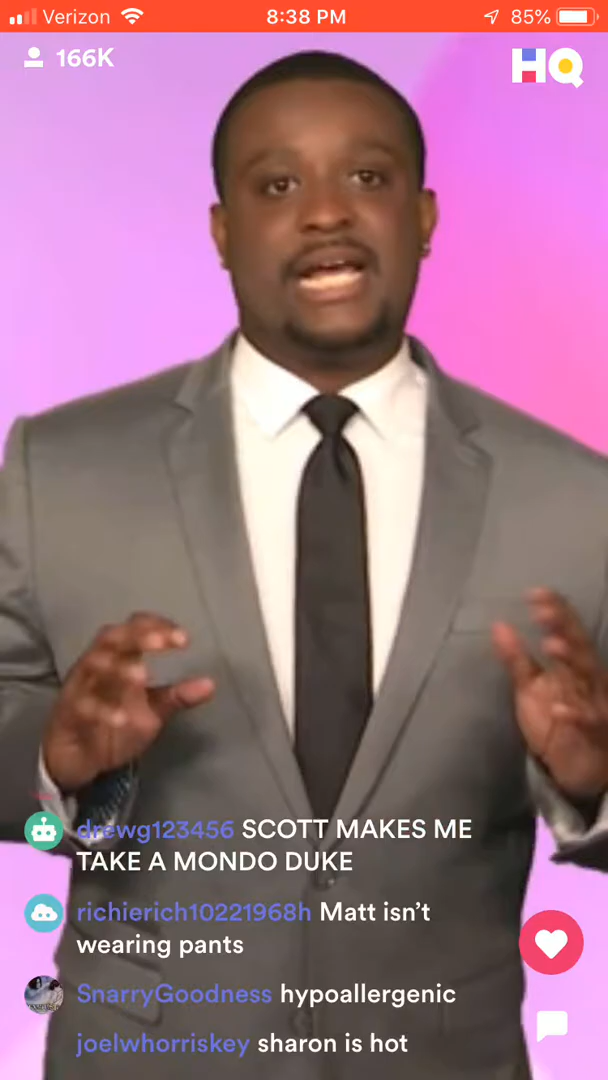 Verizon 8:38 PM 85%
166K HQ
drewg123456 SCOTT MAKES ME
TAKE A MONDO DUKE
richierich10221968h Matt isn't
wearing pants
SnarryGoodness hypoallergenic
joelwhorriskey sharon is hot